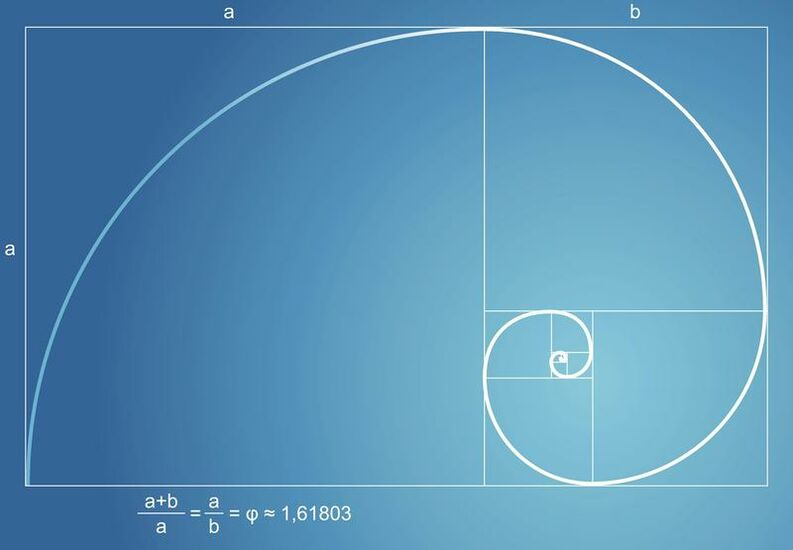 a b
a
a+b/a = a/b = φ ≈ 1,61803